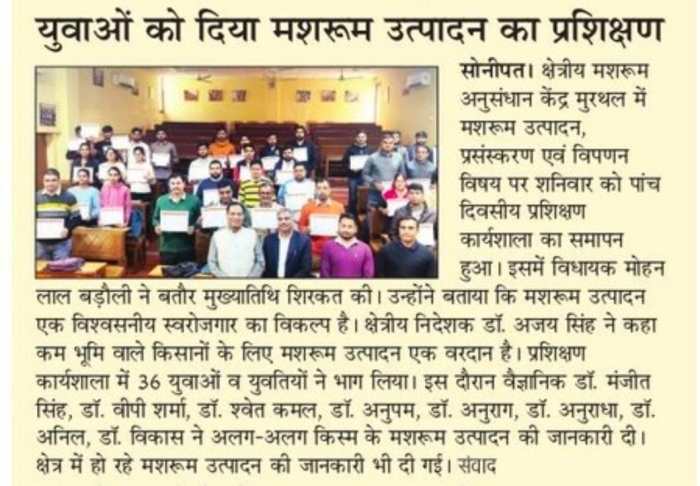 युवाओं को दिया मशरूम उत्पादन का प्रशिक्षण
सोनीपत। क्षेत्रीय मशरूम
अनुसंधान केंद्र मुरथल में
मशरूम उत्पादन,
प्रसंस्करण एवं विपणन
विषय पर शनिवार को पांच
दिवसीय प्रशिक्षण
कार्यशाला का समापन
हुआ। इसमें विधायक मोहन
लाल बड़ौली ने बतौर मुख्यातिथि शिरकत की। उन्होंने बताया कि मशरूम उत्पादन
एक विश्वसनीय स्वरोजगार का विकल्प है। क्षेत्रीय निदेशक डॉ. अजय सिंह ने कहा
कम भूमि वाले किसानों के लिए मशरूम उत्पादन एक वरदान है। प्रशिक्षण
कार्यशाला में 36 युवाओं व युवतियों ने भाग लिया। इस दौरान वैज्ञानिक डॉ. मंजीत
सिंह, डॉ. वीपी शर्मा, डॉ. श्वेत कमल, डॉ. अनुपम, डॉ. अनुराग, डॉ. अनुराधा, डॉ.
अनिल, डॉ. विकास ने अलग-अलग किस्म के मशरूम उत्पादन की जानकारी दी।
क्षेत्र में हो रहे मशरूम उत्पादन की जानकारी भी दी गई। संवाद